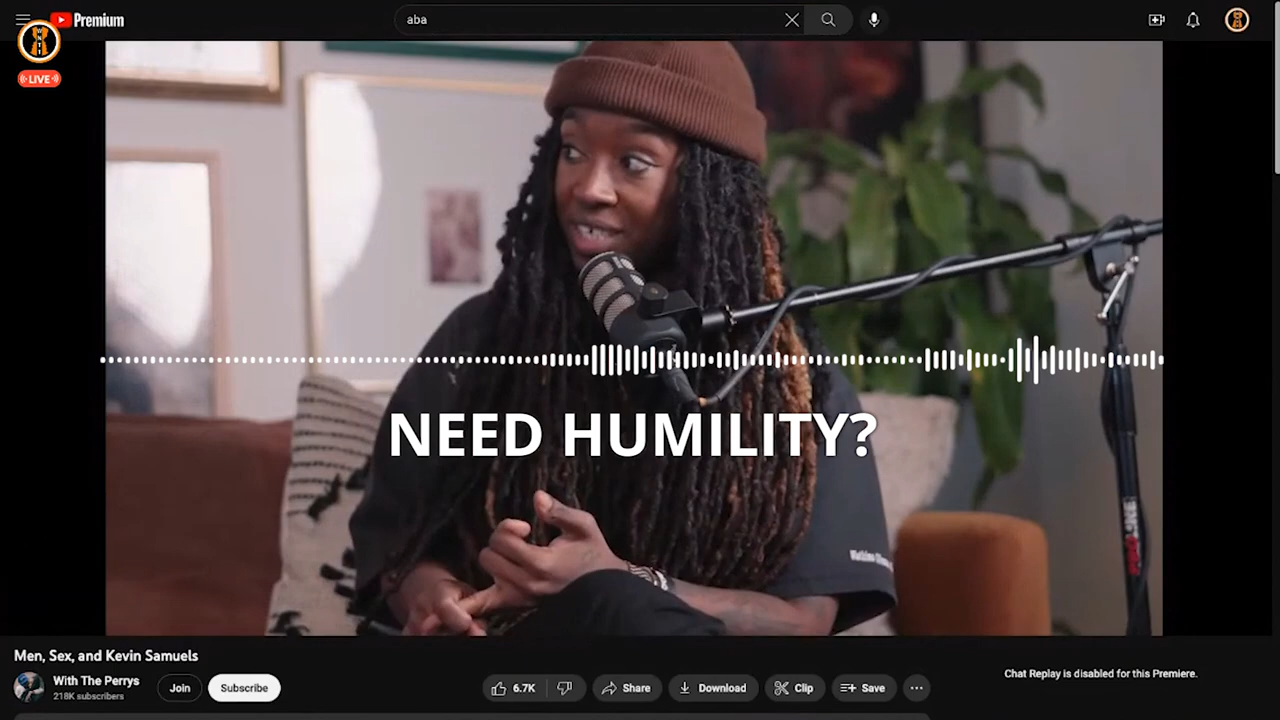 Premium
aba
LIVE
NEED HUMILITY?
Men, Sex, and Kevin Samuels
With The Perrys
218K subscribers
Join
Subscribe
6.7K
Share
Download
Clip
Save
Chat Replay is disabled for this Premiere.